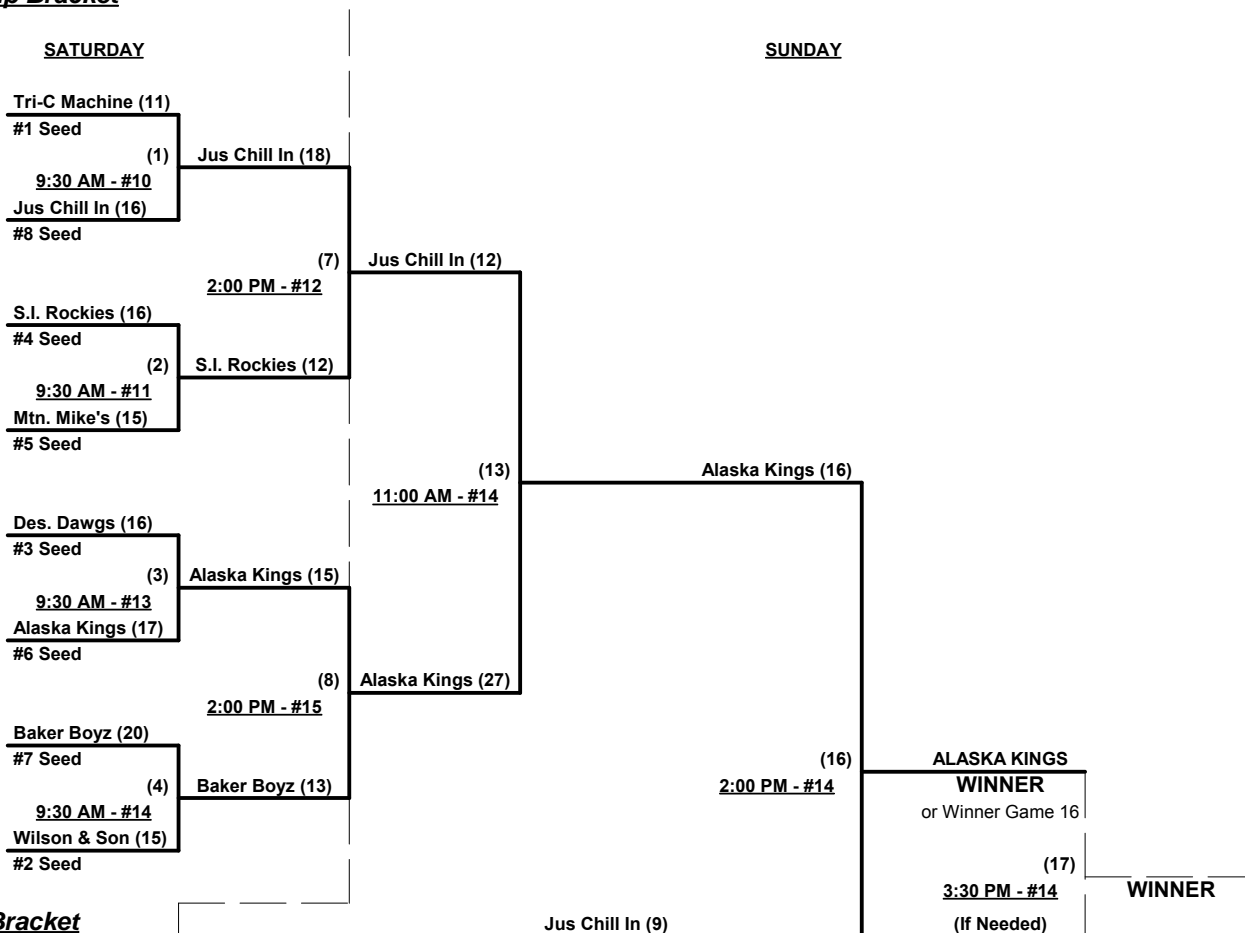 Bracket
SATURDAY
SUNDAY
Tri-C Machine (11)
#1 Seed
(1)
9:30 AM - #10
Jus Chill In (16)
#8 Seed
Jus Chill In (18)
(7)
2:00 PM - #12
S.I. Rockies (16)
#4 Seed
(2)
9:30 AM - #11
Mtn. Mike's (15)
#5 Seed
S.I. Rockies (12)
Jus Chill In (12)
(13)
11:00 AM - #14
Des. Dawgs (16)
#3 Seed
(3)
9:30 AM - #13
Alaska Kings (17)
#6 Seed
Alaska Kings (15)
(8)
2:00 PM - #15
Baker Boyz (20)
#7 Seed
(4)
9:30 AM - #14
Wilson & Son (15)
#2 Seed
Baker Boyz (13)
Alaska Kings (27)
Alaska Kings (16)
(16)
2:00 PM - #14
ALASKA KINGS
WINNER
or Winner Game 16
(17)
3:30 PM - #14
(If Needed)
WINNER
Bracket
Jus Chill In (9)